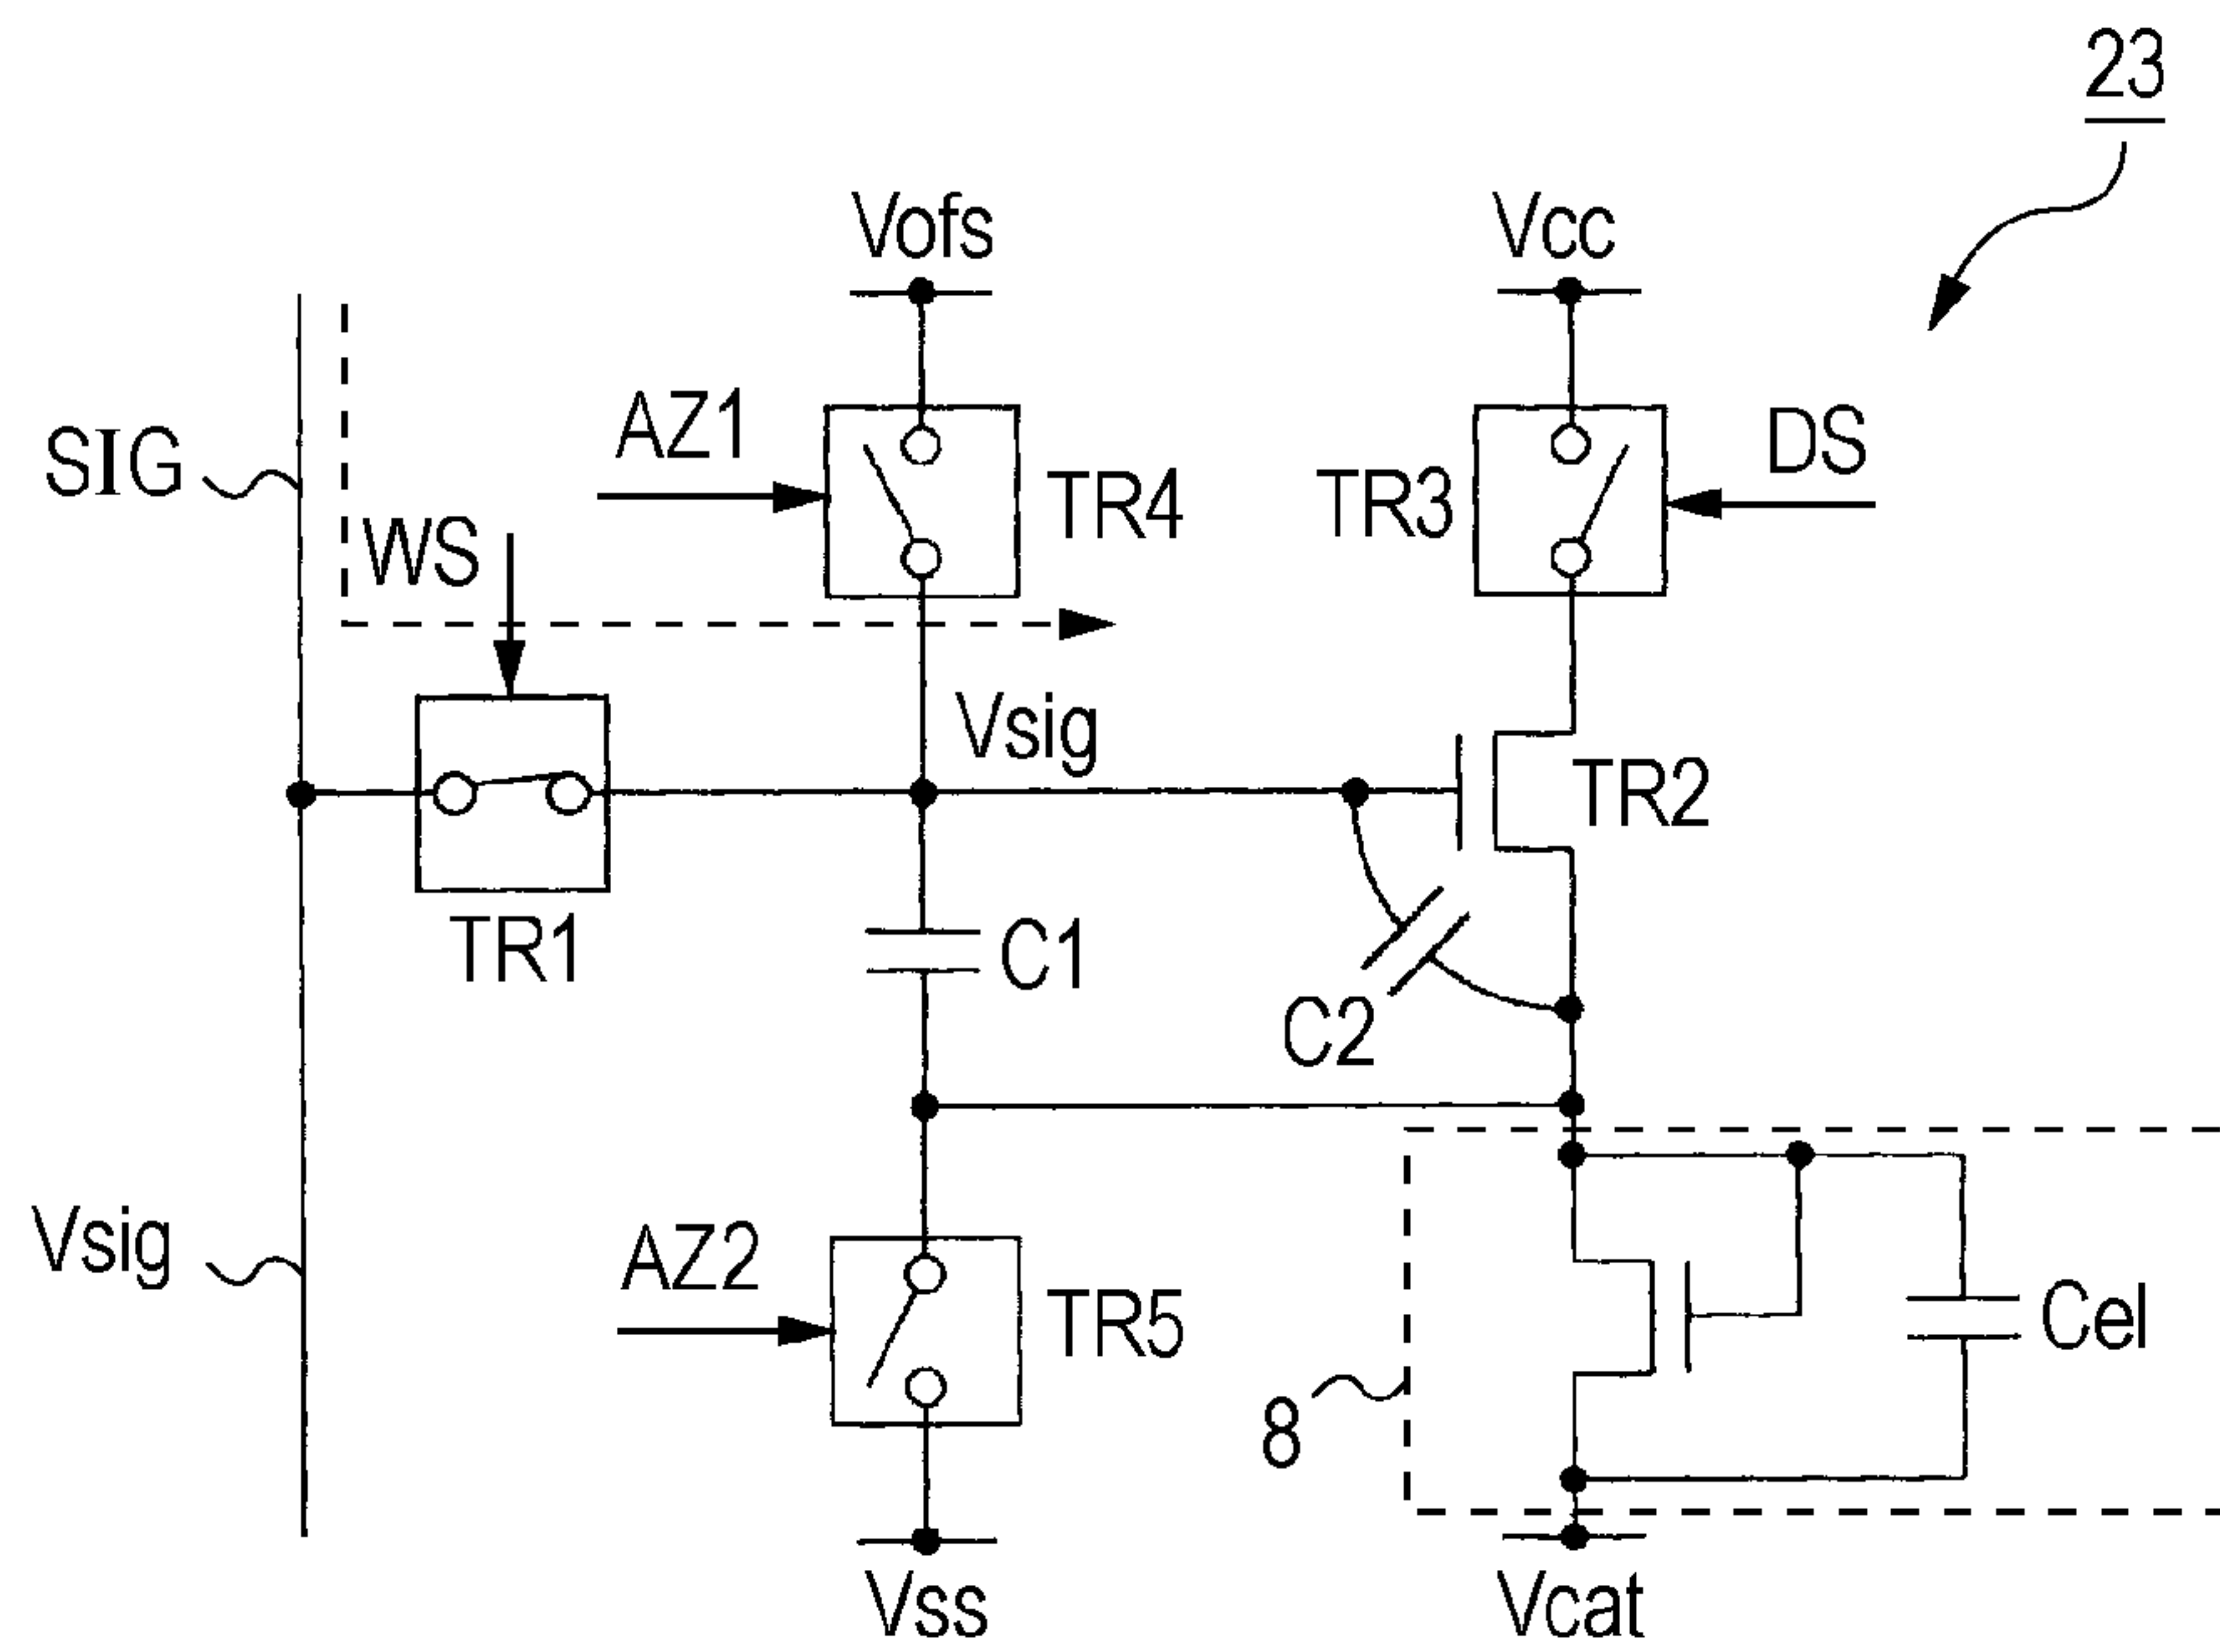 23
Vofs
Vcc
AZ1
SIG
DS
TR4
TR3
WS
Vsig
TR2
TR1
C1
C2
Vsig
AZ2
TR5
Cel
8
Vss
Vcat